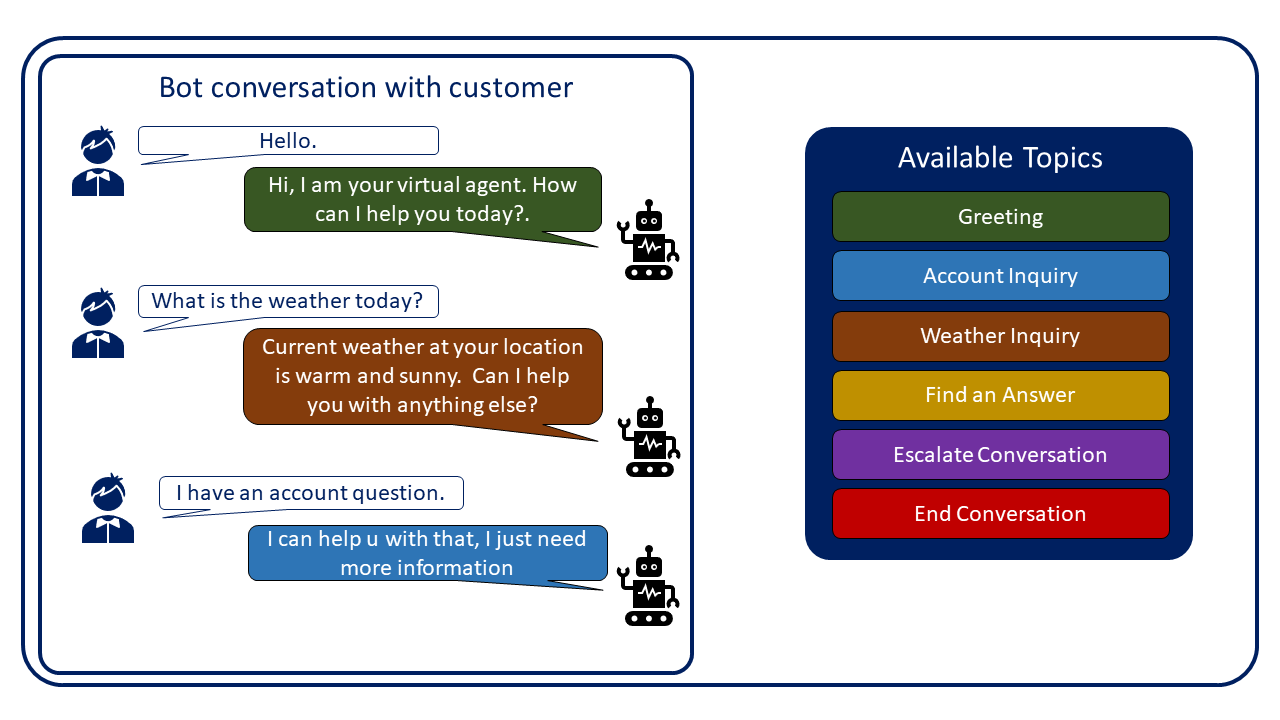 Bot conversation with customer
Hello.
Hi, I am your virtual agent. How
can I help you today?.
What is the weather today?
Current weather at your location
is warm and sunny.  Can I help
you with anything else?
I have an account question.
I can help u with that, I just need
more information
Available Topics
Greeting
Account Inquiry
Weather Inquiry
Find an Answer
Escalate Conversation
End Conversation